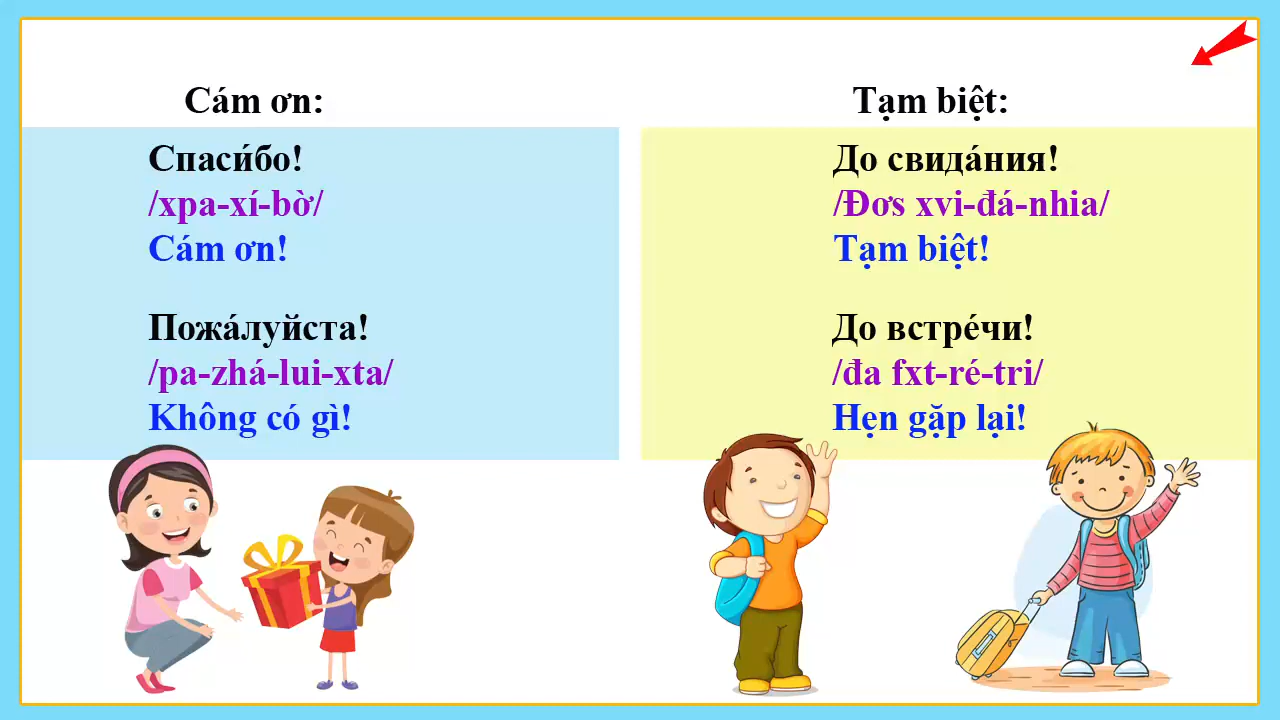 Cám ơn:
Спаси́бо!
/xpa-xí-bờ/
Cám ơn!
Пожа́луйста!
/pa-zhá-lui-xta/
Không có gì!
Tạm biệt:
До свида́ния!
/Đơs xvi-đá-nhia/
Tạm biệt!
До встре́чи!
/đa fxt-ré-tri/
Hẹn gặp lại!